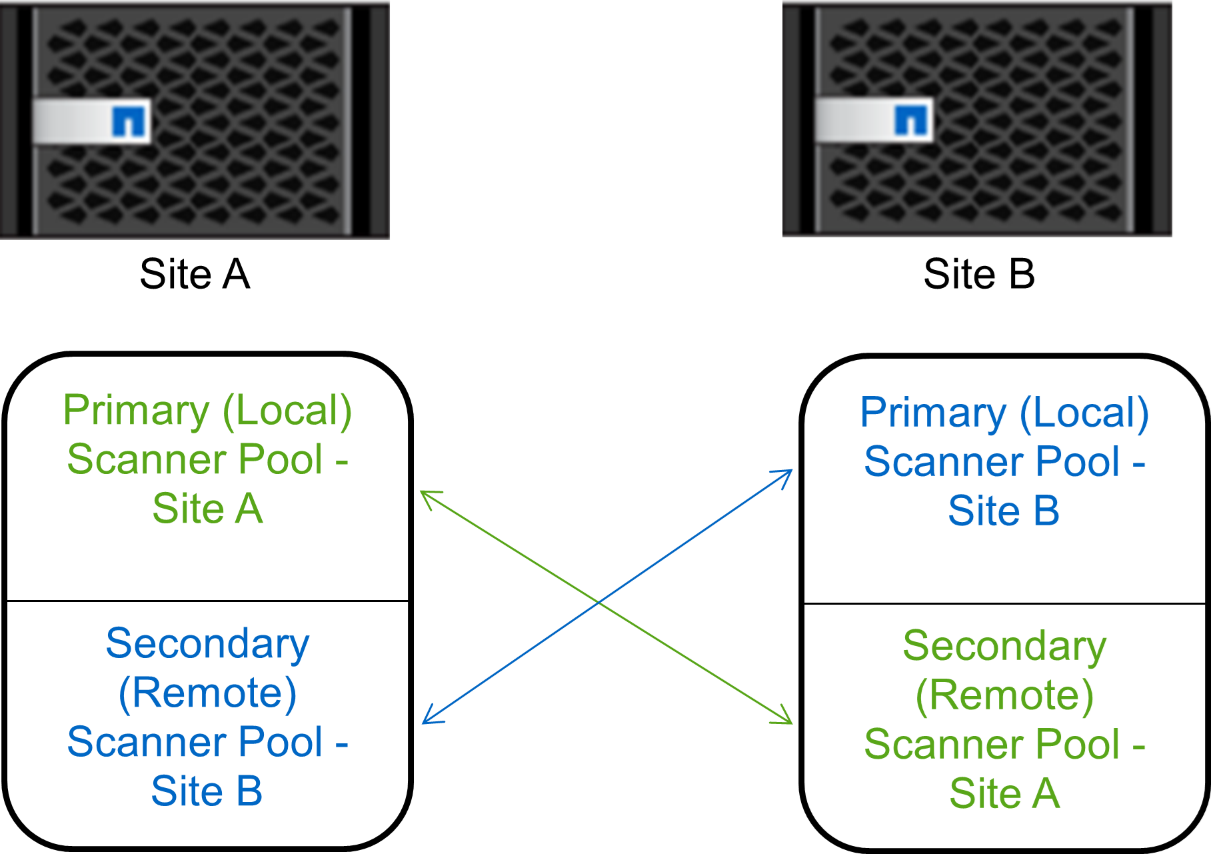 Site A
Site B
Primary (Local)
Scanner Pool -
Site A
Secondary
(Remote)
Scanner Pool -
Site B
Primary (Local)
Scanner Pool -
Site B
Secondary
(Remote)
Scanner Pool -
Site A